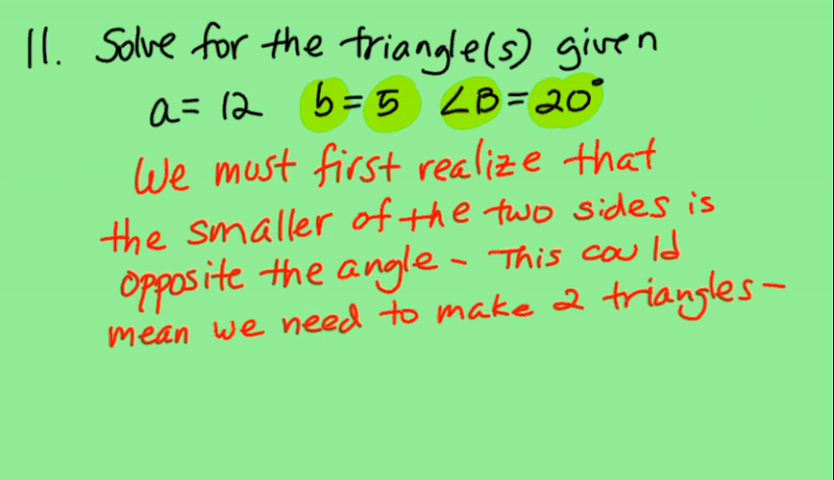 11. Solve for the triangle(s) given
a = 12 b = 5 ∠B = 20°
We must first realize that
the smaller of the two sides is
opposite the angle - This could
mean we need to make 2 triangles -